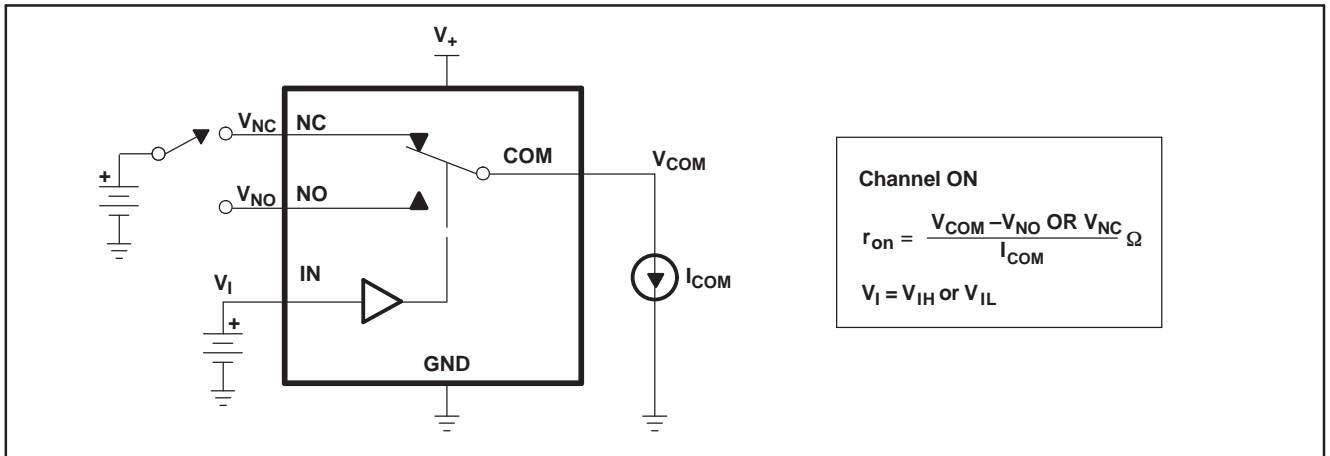 V+
VNC NC
COM
VCOM
+
VNO NO
VI
IN
ICOM
+
GND
Channel ON
ron = VCOM –VNO OR VNC
ICOM
Ω
VI = VIH or VIL